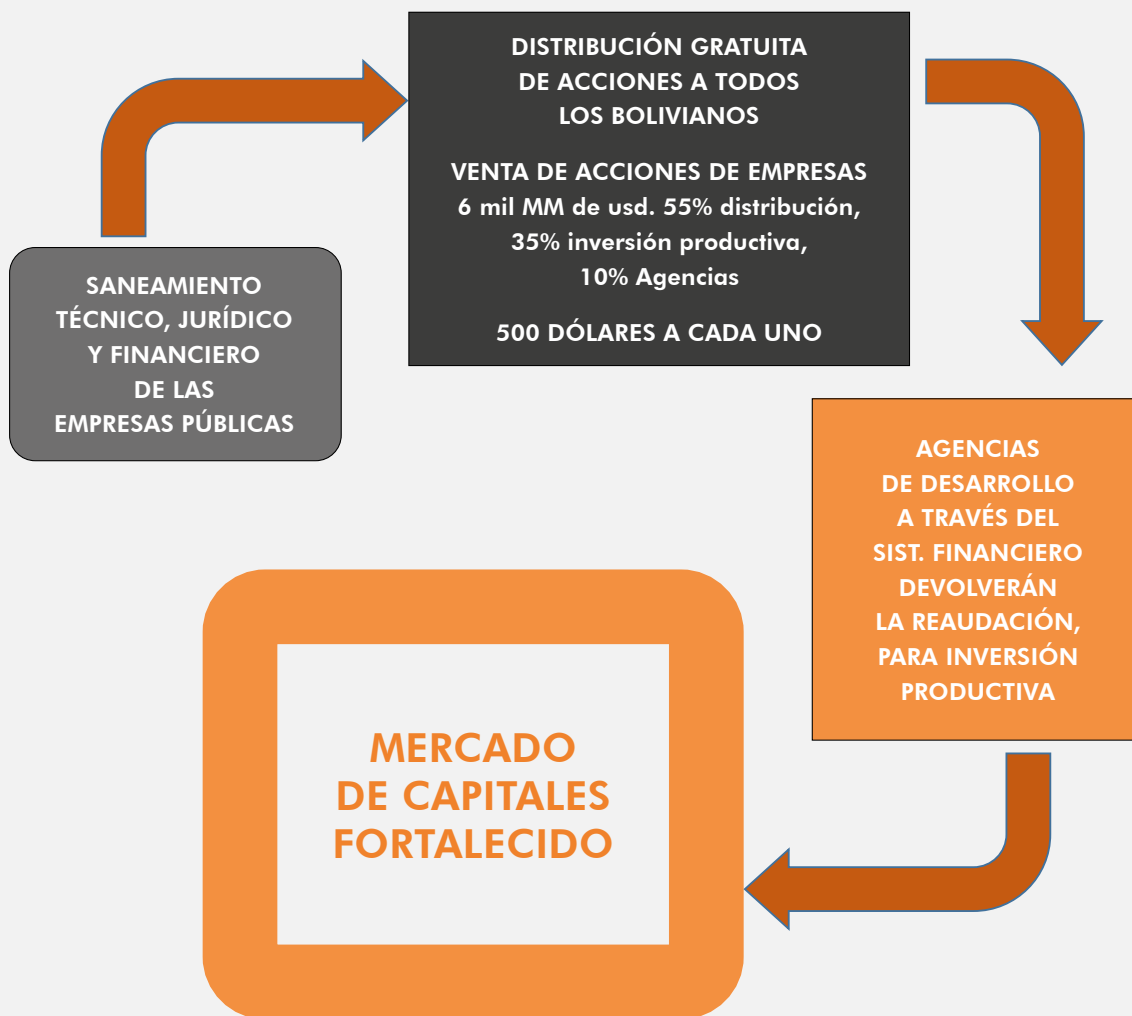 SANEAMIENTO
TÉCNICO, JURÍDICO
Y FINANCIERO
DE LAS
EMPRESAS PÚBLICAS
DISTRIBUCIÓN GRATUITA
DE ACCIONES A TODOS
LOS BOLIVIANOS
VENTA DE ACCIONES DE EMPRESAS
6 mil MM de usd. 55% distribución,
35% inversión productiva,
10% Agencias
500 DÓLARES A CADA UNO
AGENCIAS
DE DESARROLLO
A TRAVÉS DEL
SIST. FINANCIERO
DEVOLVERÁN
LA REAUDACIÓN,
PARA INVERSIÓN
PRODUCTIVA
MERCADO
DE CAPITALES
FORTALECIDO